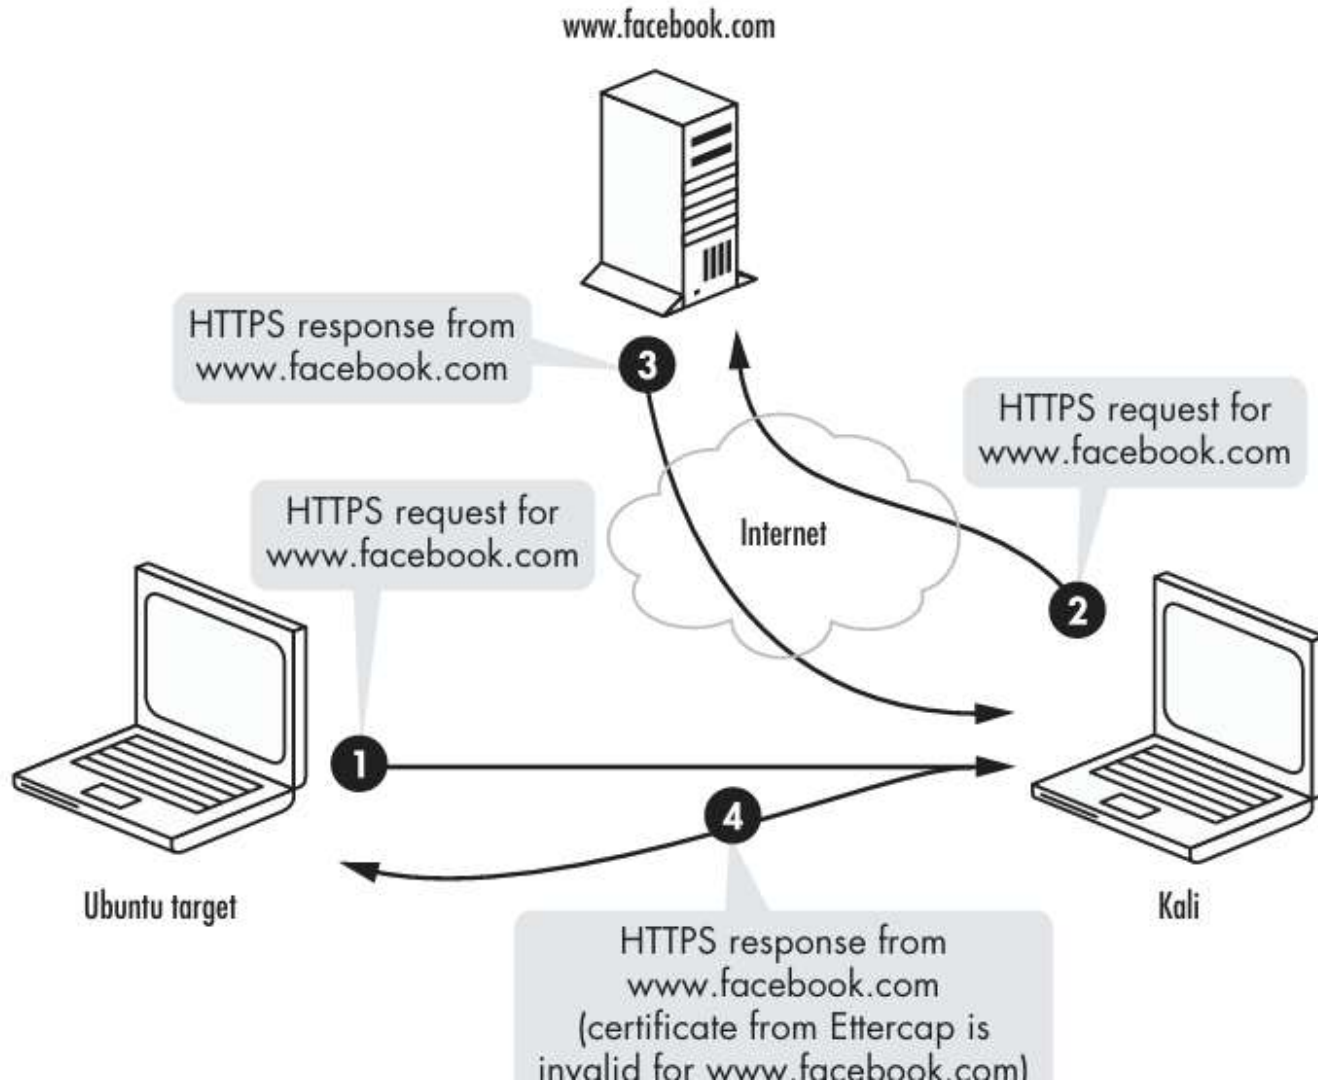 www.facebook.com
HTTPS response from
www.facebook.com
3
HTTPS request for
www.facebook.com
HTTPS request for
www.facebook.com
Internet
2
1
4
Ubuntu target
Kali
HTTPS response from
www.facebook.com
(certificate from Ettercap is
invalid for www.facebook.com)